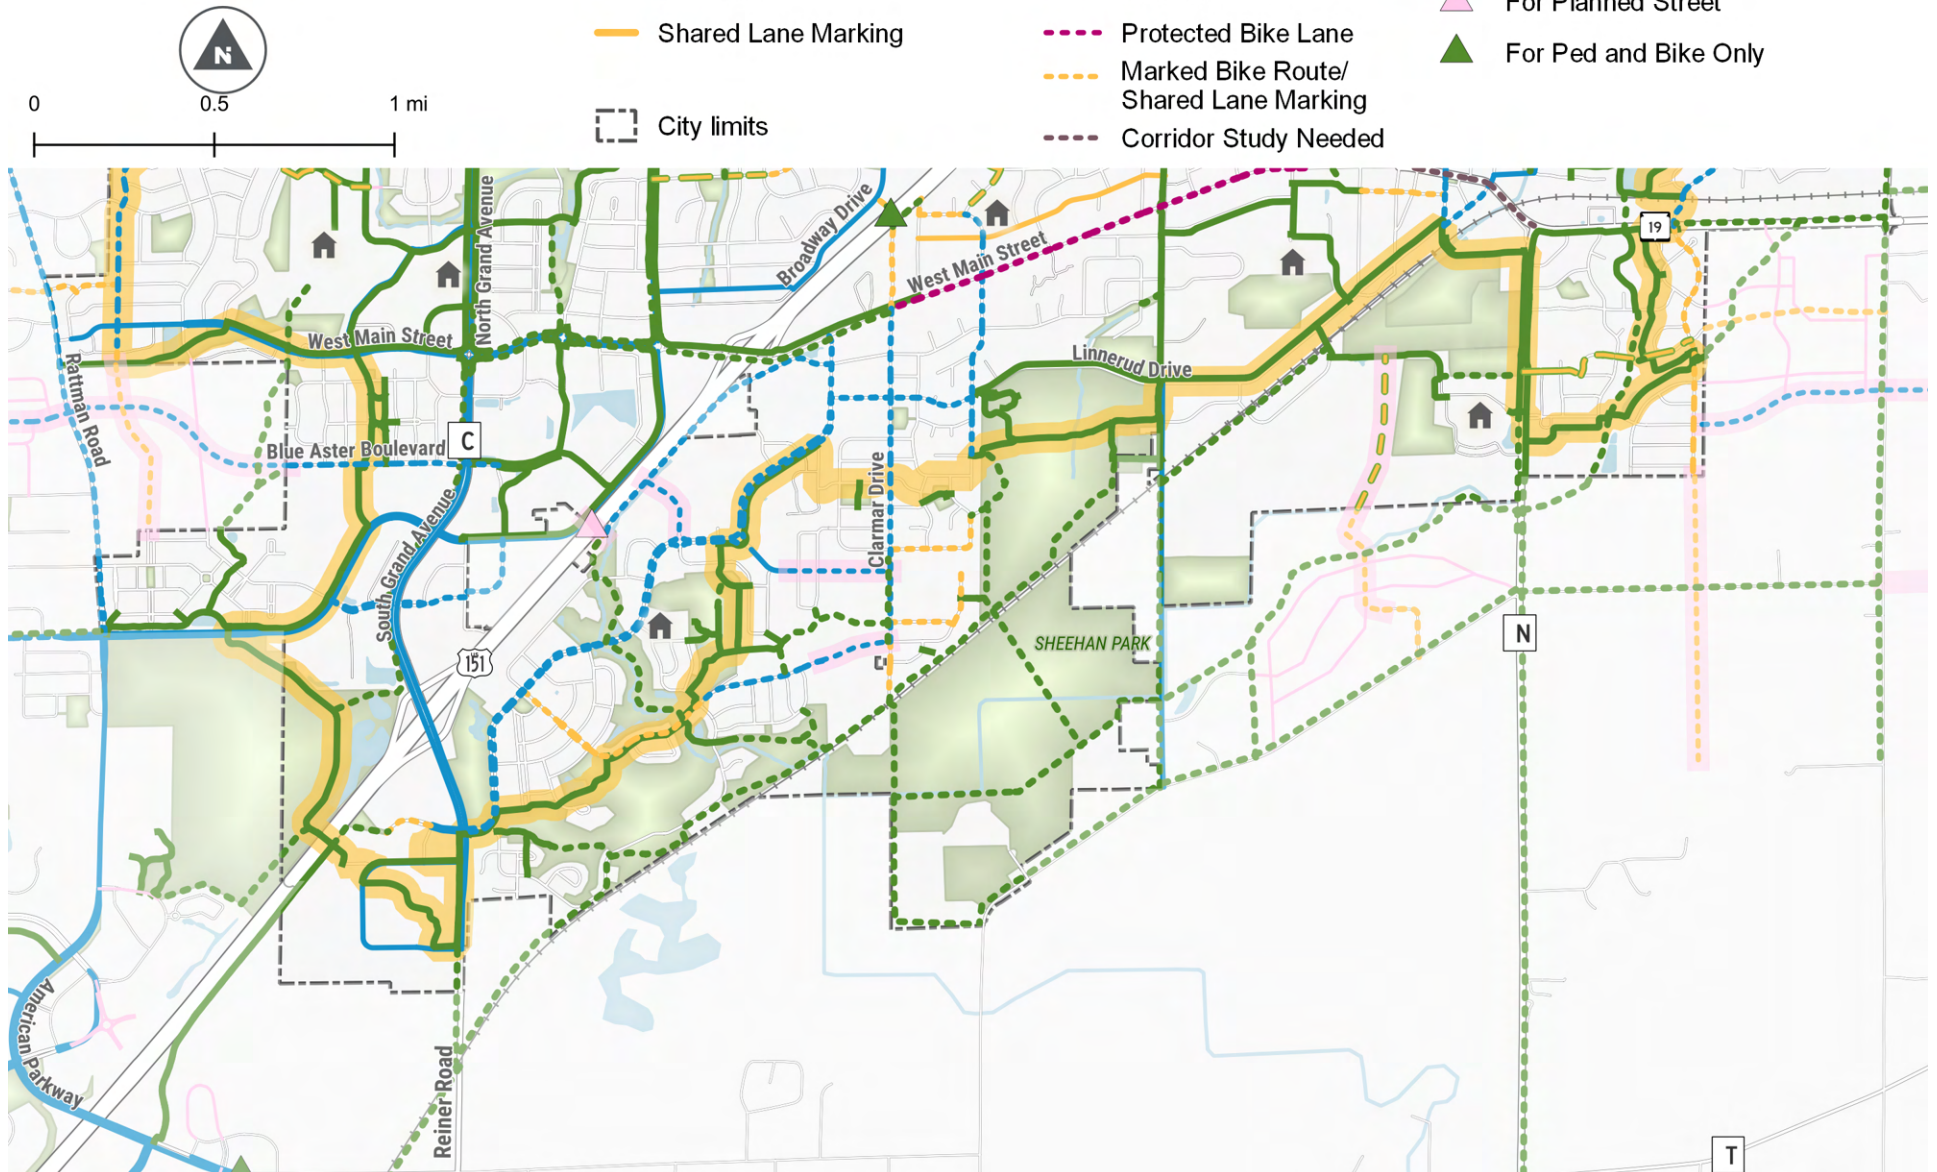 For Planned Street
Shared Lane Marking
Protected Bike Lane
For Ped and Bike Only
N
Marked Bike Route/
Shared Lane Marking
0 0.5 1 mi
City limits
Corridor Study Needed
North Grand Avenue
Broadway Drive
19
West Main Street
West Main Street
Rattman Road
Linnerud Drive
C
Blue Aster Boulevard
Clarmar Drive
South Grand Avenue
SHEEHAN PARK
N
US
151
American Parkway
Reiner Road
T